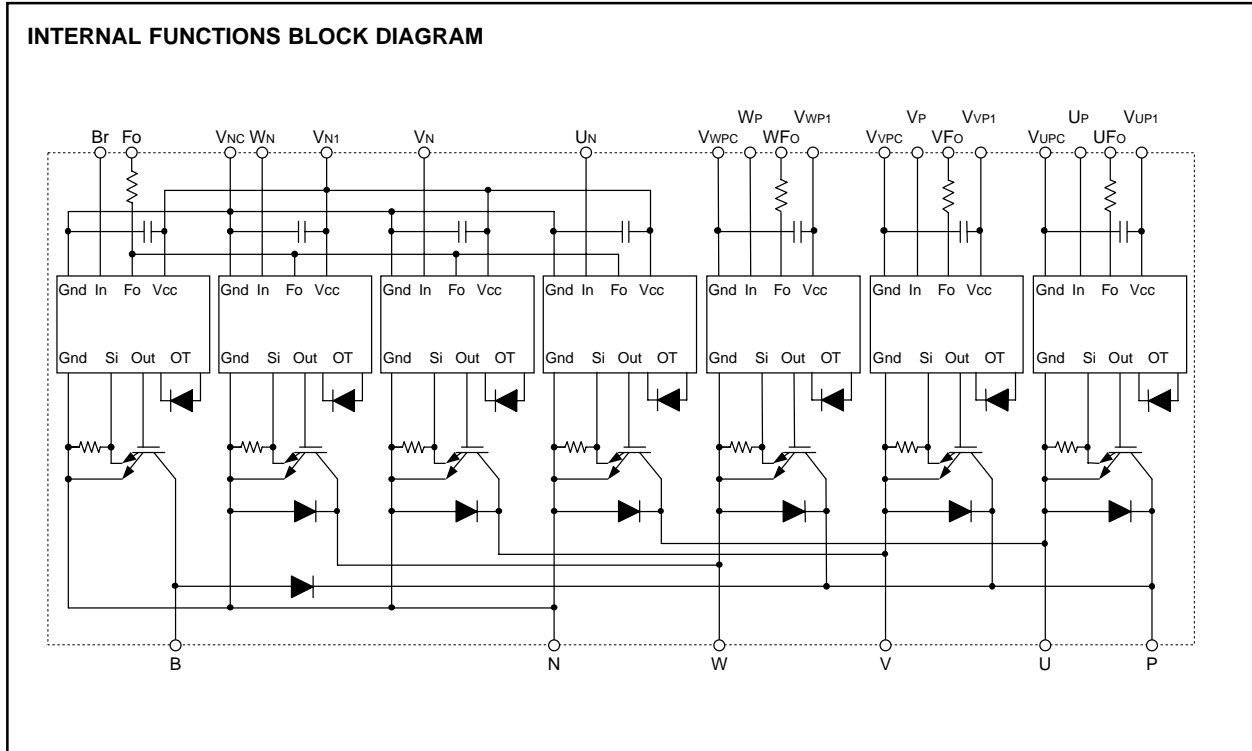 INTERNAL FUNCTIONS BLOCK DIAGRAM
WP VWP1 VP VVP1 UP VUP1
Br FO VNC WN VN1 VN UN VWPC WFO VVPC VFO VUPC UFO
Gnd In Fo Vcc Gnd In Fo Vcc Gnd In Fo Vcc Gnd In Fo Vcc Gnd In Fo Vcc Gnd In Fo Vcc Gnd In Fo Vcc
Gnd Si Out OT Gnd Si Out OT Gnd Si Out OT Gnd Si Out OT Gnd Si Out OT Gnd Si Out OT Gnd Si Out OT
B N W V U P